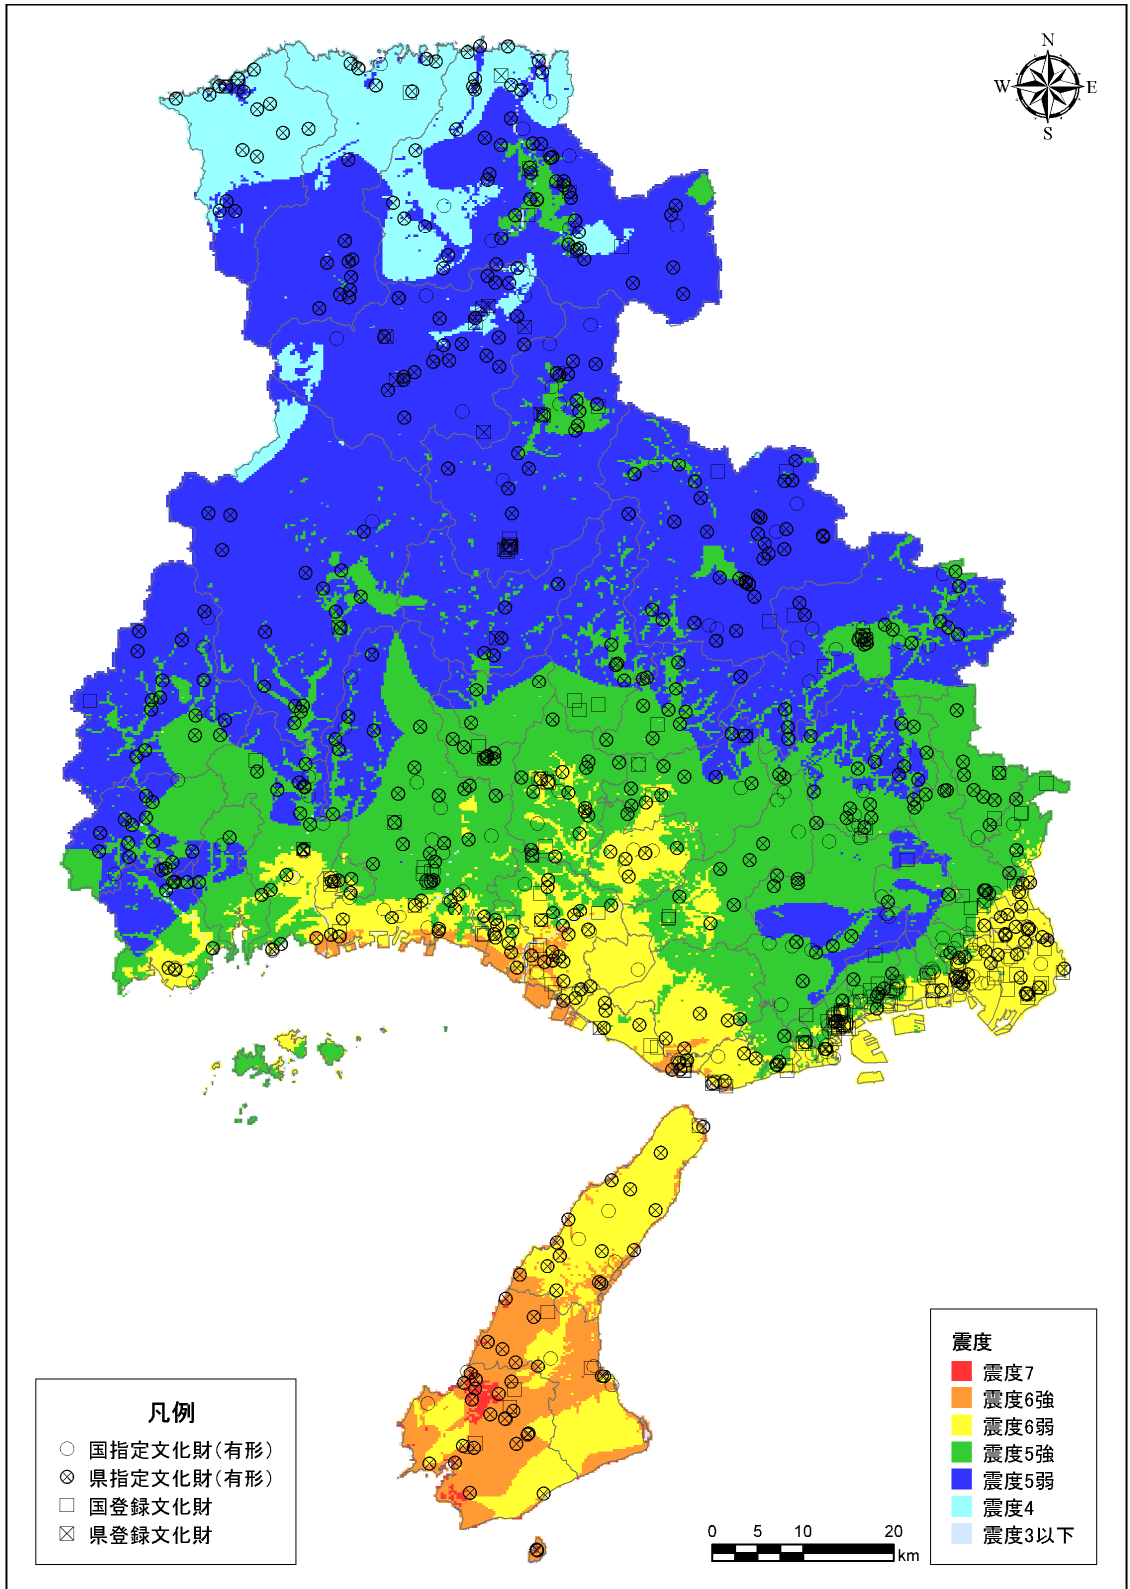 N
W E
S
凡例
国指定文化財(有形)
県指定文化財(有形)
国登録文化財
県登録文化財
0 5 10 20
km
震度
震度7
震度6強
震度6弱
震度5強
震度5弱
震度4
震度3以下